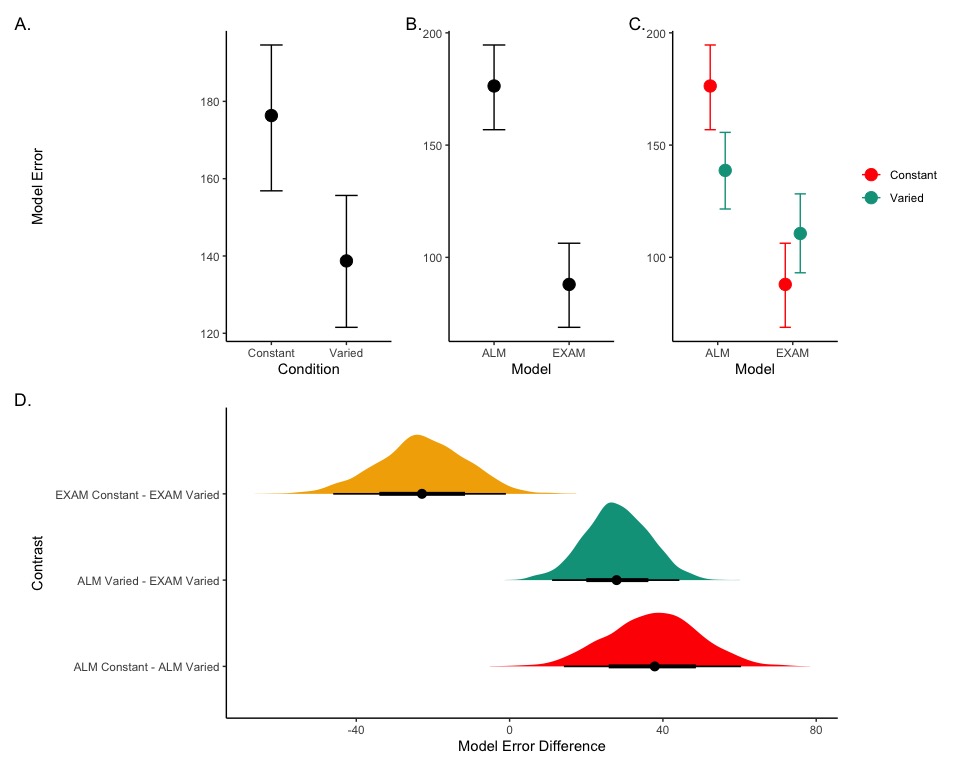 A.
B.
C.
Model Error
180
160
140
120
Constant
Varied
Condition
200
150
100
ALM
EXAM
Model
200
150
100
ALM
EXAM
Model
Constant
Varied
D.
Contrast
EXAM Constant - EXAM Varied
ALM Varied - EXAM Varied
ALM Constant - ALM Varied
-40
0
40
80
Model Error Difference